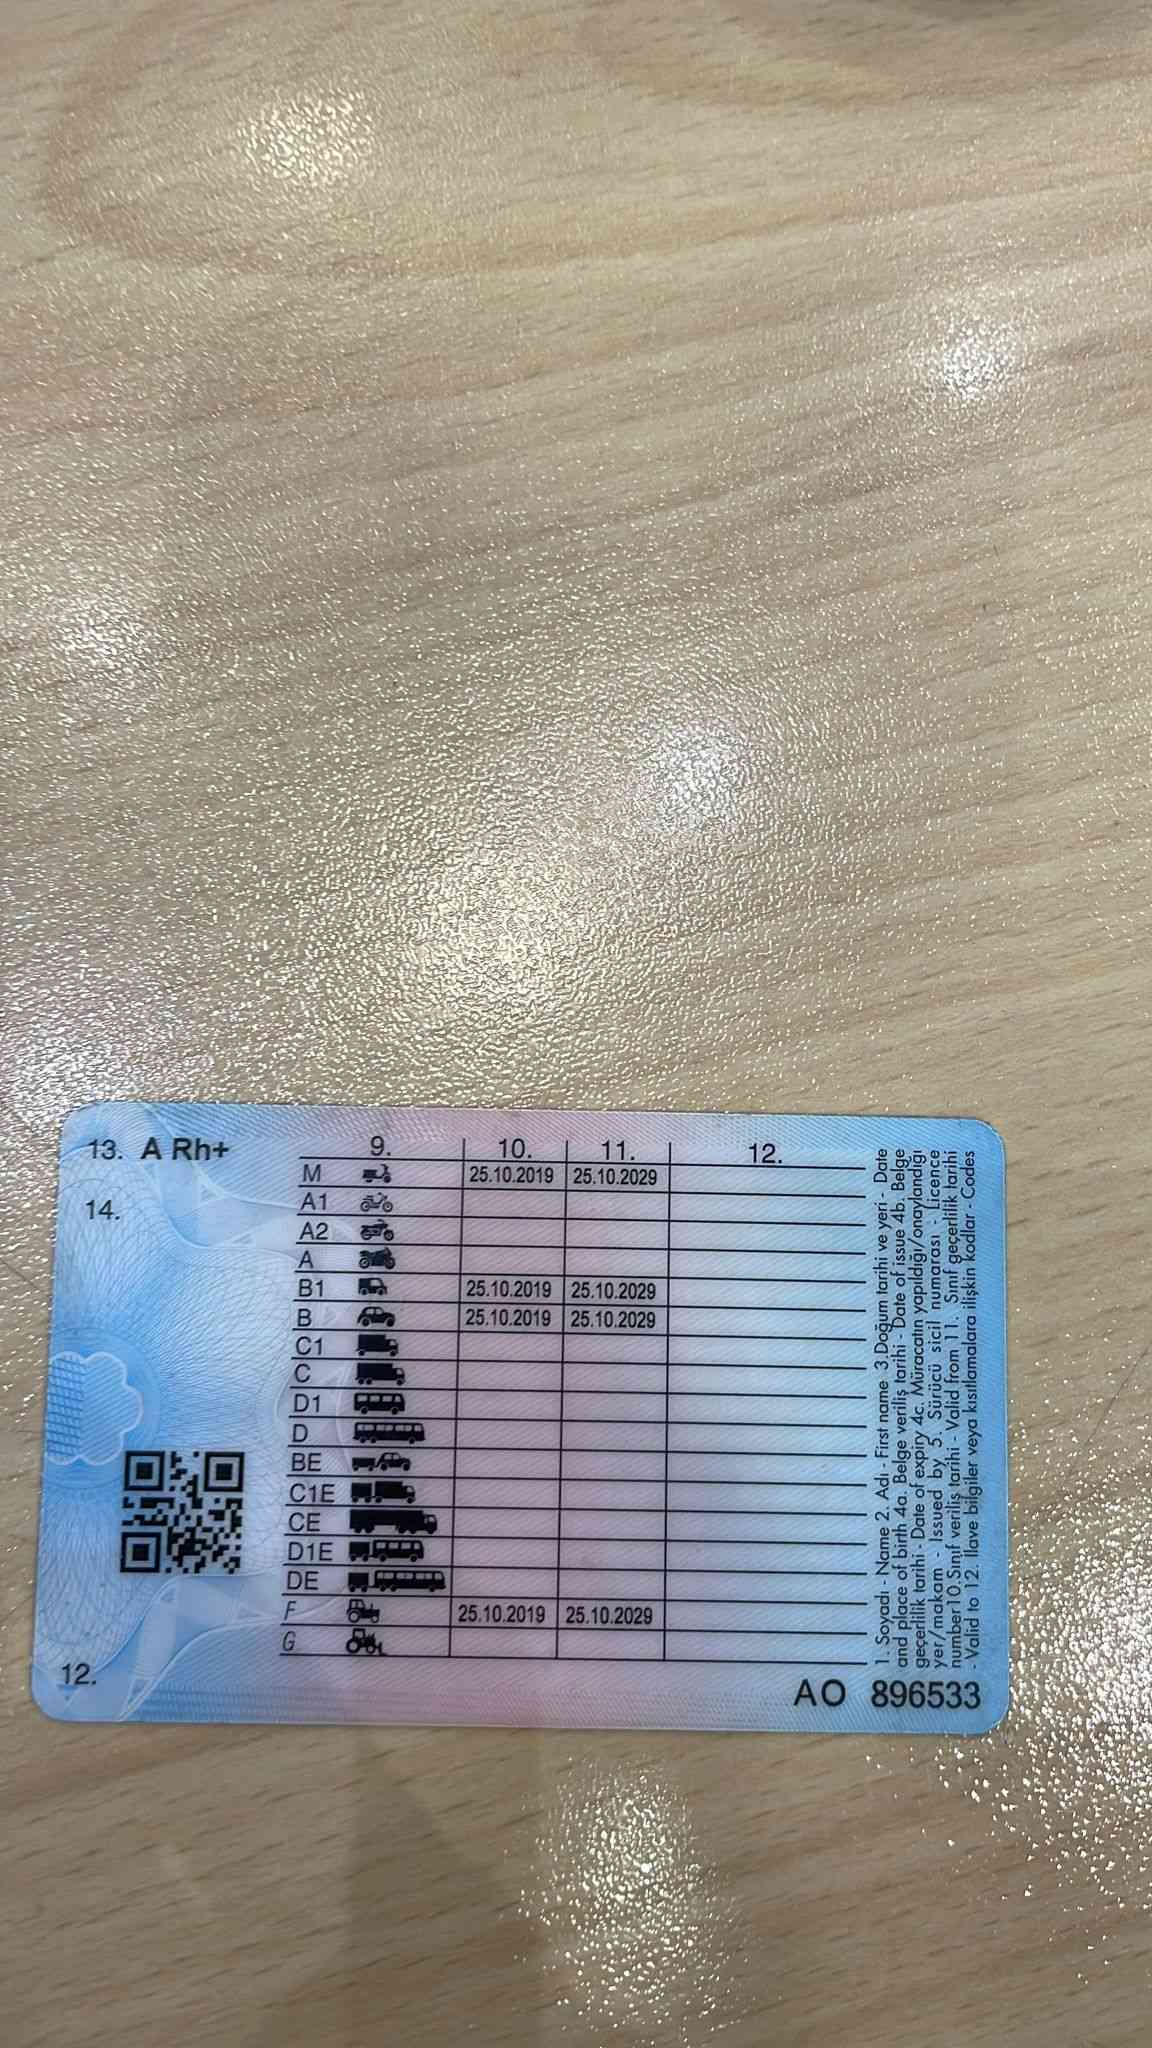 13. A Rh+
14.
12.
9. 10. 11. 12.
M 25.10.2019 25.10.2029
A1
A2
A
B1 25.10.2019 25.10.2029
B 25.10.2019 25.10.2029
C1
C
D1
D
BE
C1E
CE
D1E
DE
F 25.10.2019 25.10.2029
G
1. Soyadı - Name 2. Adı - First name 3.Doğum tarihi ve yeri - Date
and place of birth 4a. Belge veriliş tarihi - Date of issue 4b. Belge
geçerlilik tarihi - Date of expiry 4c. Müracatın yapıldığı/onaylandığı
yer/makam - Issued by 5. Sürücü sicil numarası - Licence
number10.Sınıf veriliş tarihi - Valid from 11. Sınıf geçerlilik tarihi
- Valid to 12. İlave bilgiler veya kısıtlamalara ilişkin kodlar - Codes
AO 896533